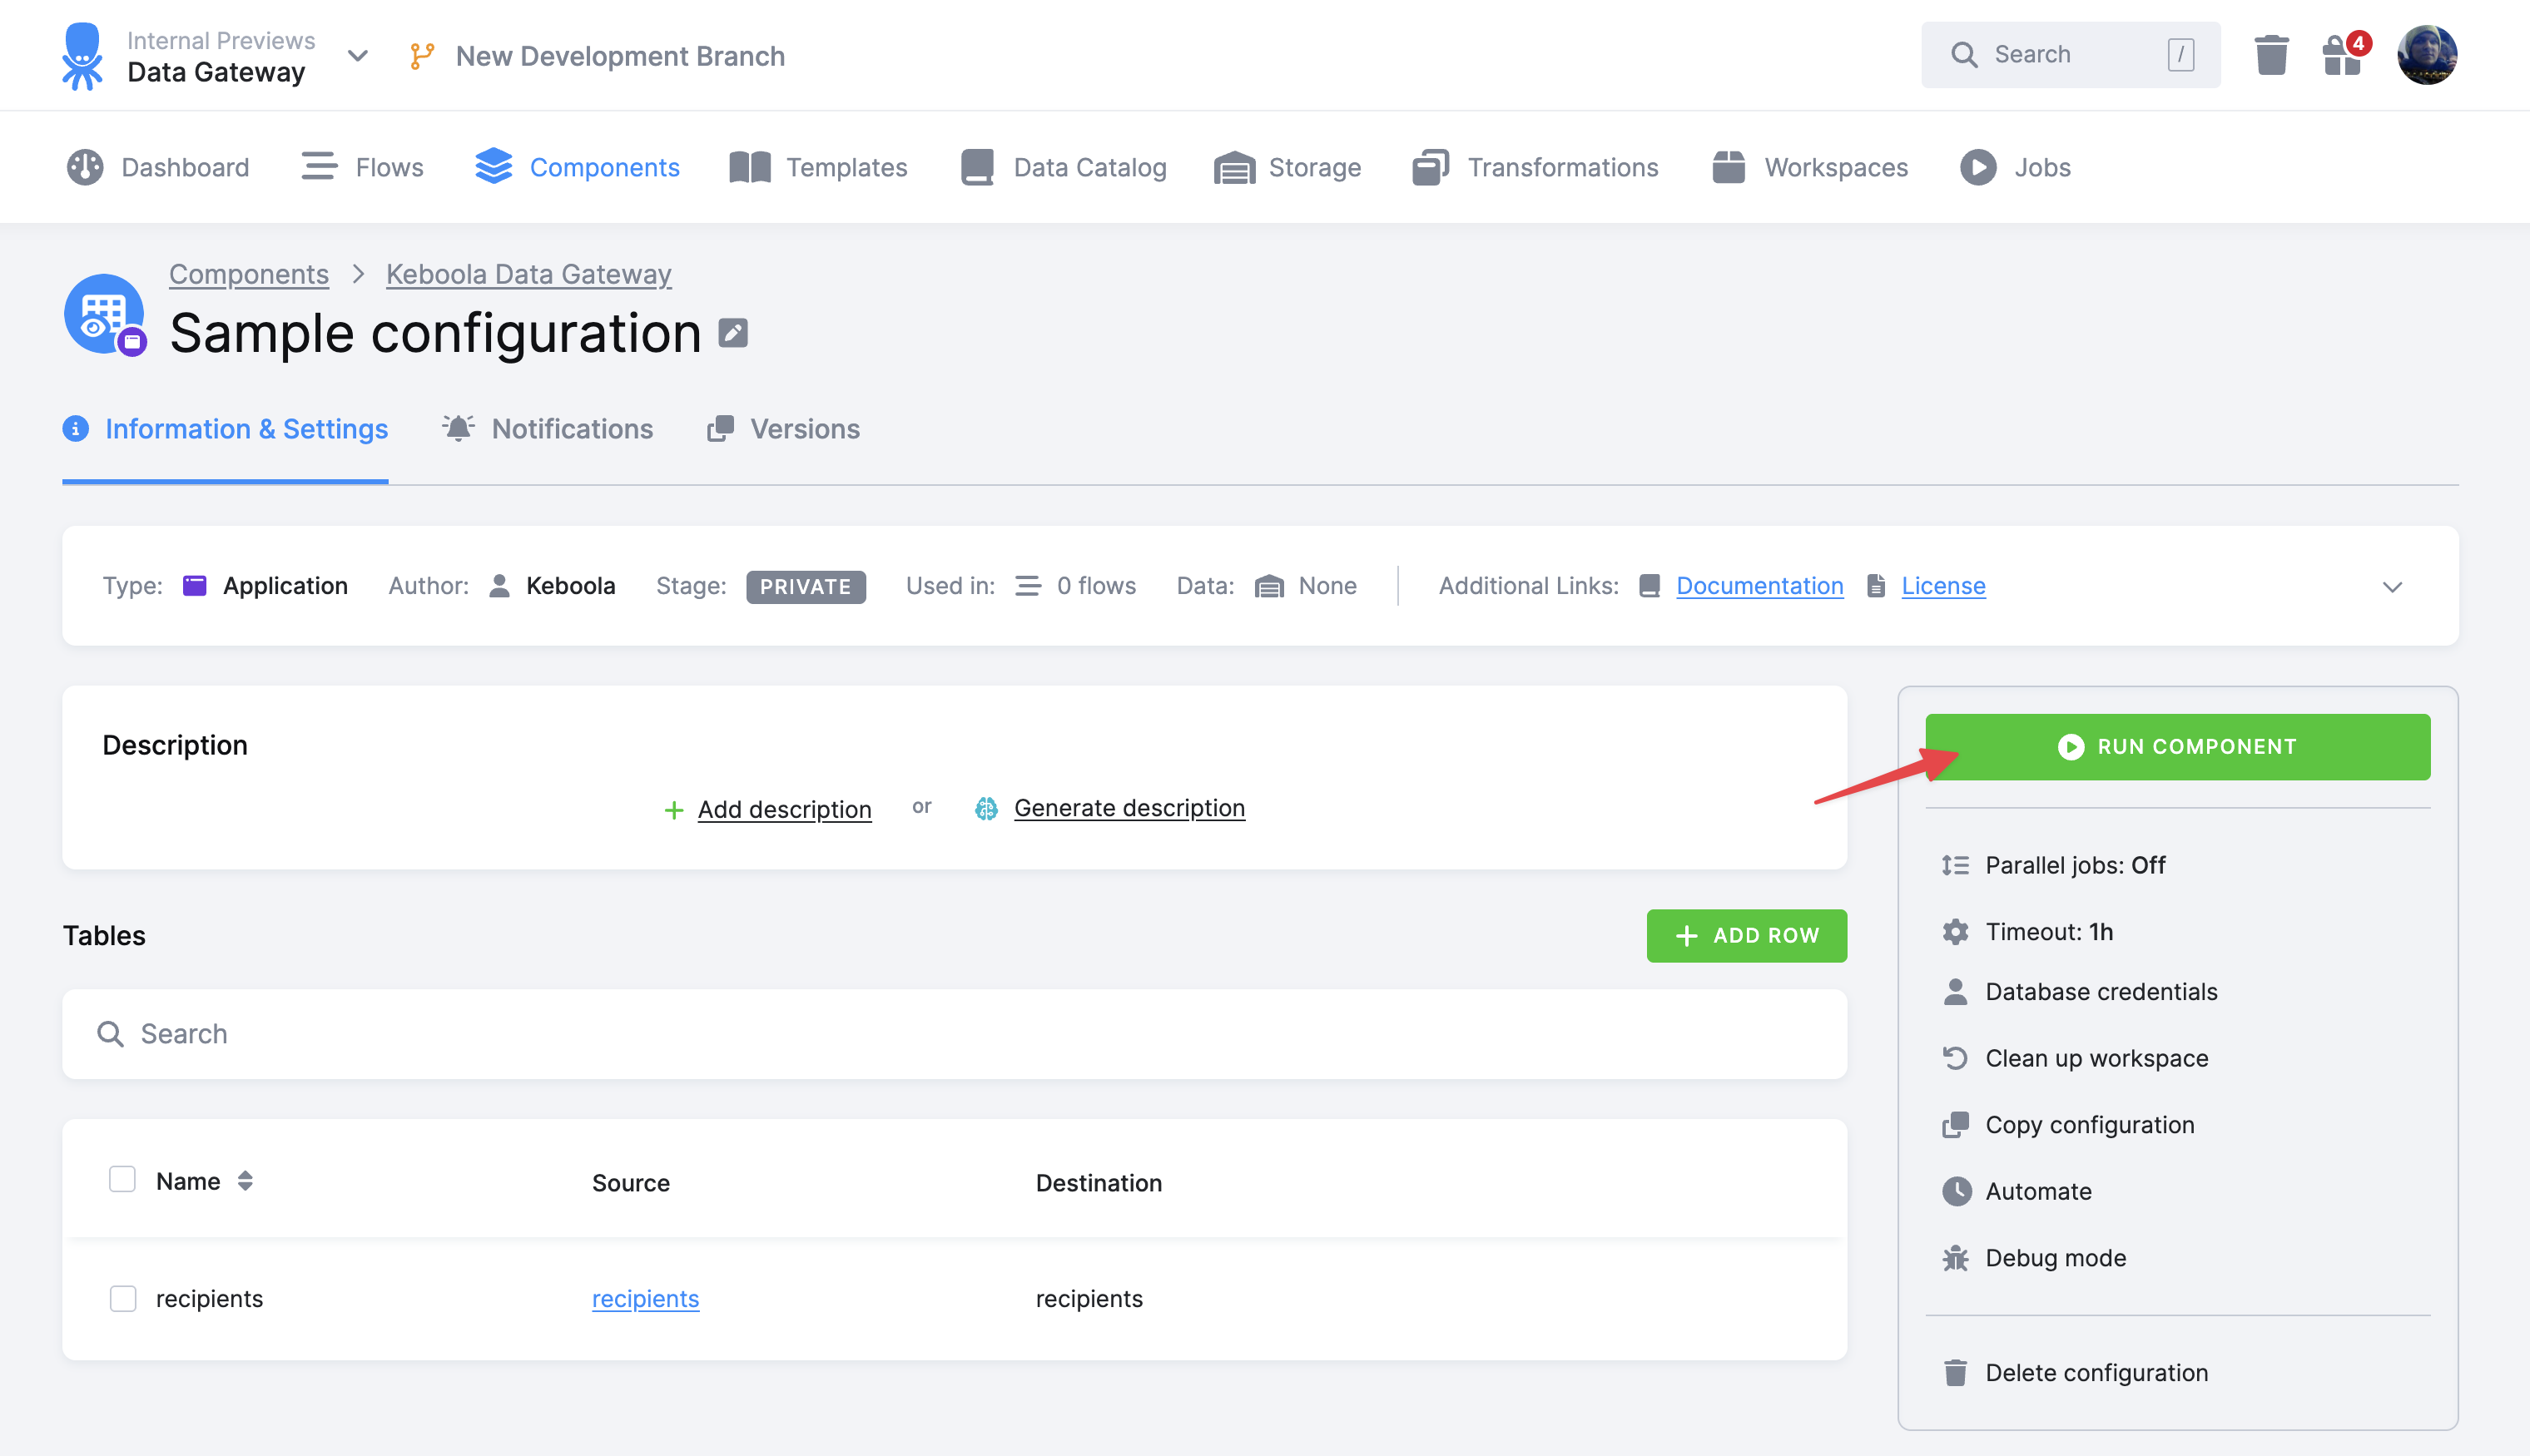 Internal Previews
Data Gateway
New Development Branch
Search /
4
Dashboard Flows Components Templates Data Catalog Storage Transformations Workspaces Jobs
Components > Keboola Data Gateway
Sample configuration
Information & Settings Notifications Versions
Type: Application Author: Keboola Stage: PRIVATE Used in: 0 flows Data: None Additional Links: Documentation License
Description
+ Add description or Generate description
Tables
+ ADD ROW
Search
Name Source Destination
recipients recipients recipients
RUN COMPONENT
Parallel jobs: Off
Timeout: 1h
Database credentials
Clean up workspace
Copy configuration
Automate
Debug mode
Delete configuration